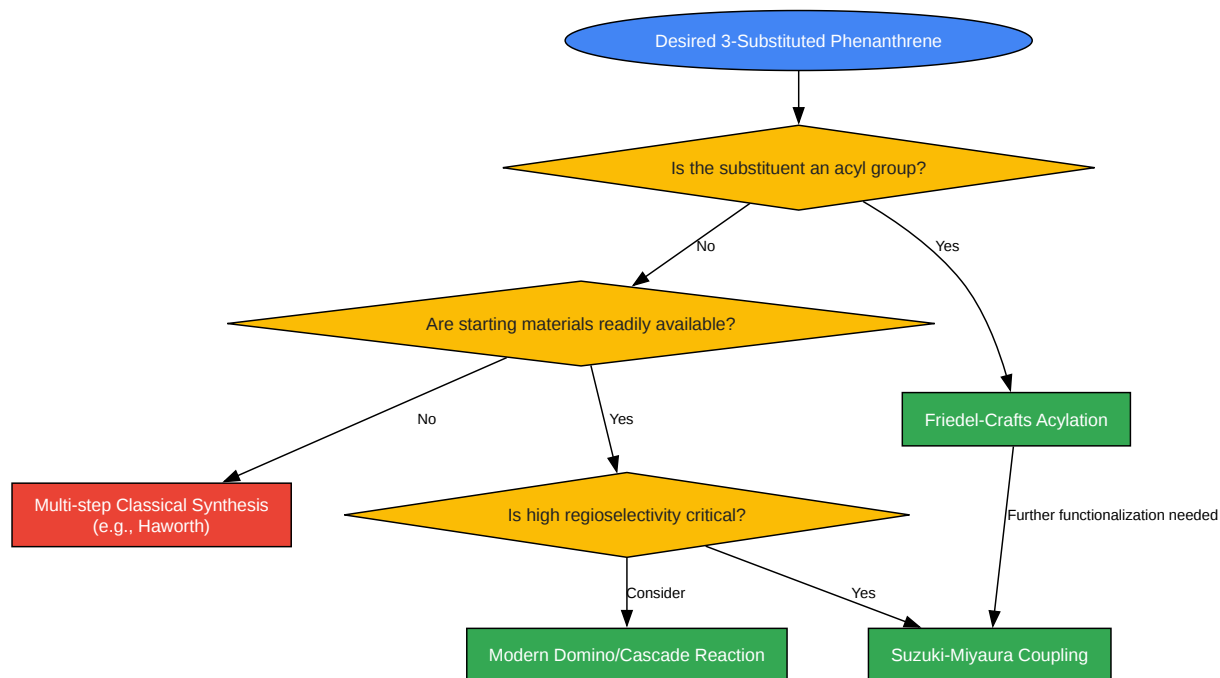 Desired 3-Substituted Phenanthrene
Is the substituent an acyl group?
No
Yes
Are starting materials readily available?
No
Yes
Friedel-Crafts Acylation
Multi-step Classical Synthesis
(e.g., Haworth)
Is high regioselectivity critical?
Further functionalization needed
Consider
Yes
Modern Domino/Cascade Reaction
Suzuki-Miyaura Coupling